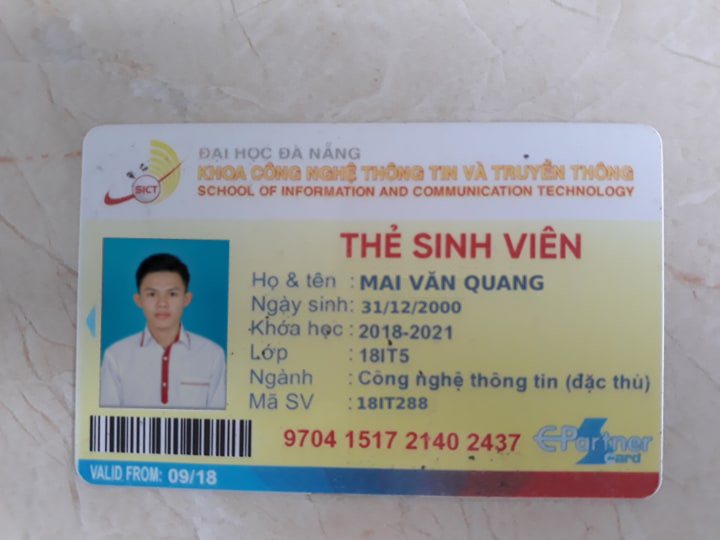 SICT
ĐẠI HỌC ĐÀ NẴNG
KHOA CÔNG NGHỆ THÔNG TIN VÀ TRUYỀN THÔNG
SCHOOL OF INFORMATION AND COMMUNICATION TECHNOLOGY
THẺ SINH VIÊN
Họ & tên : MAI VĂN QUANG
Ngày sinh: 31/12/2000
Khóa học : 2018-2021
Lớp : 18IT5
Ngành : Công nghệ thông tin (đặc thù)
Mã SV : 18IT288
9704 1517 2140 2437
E-Partner
Card
VALID FROM: 09/18